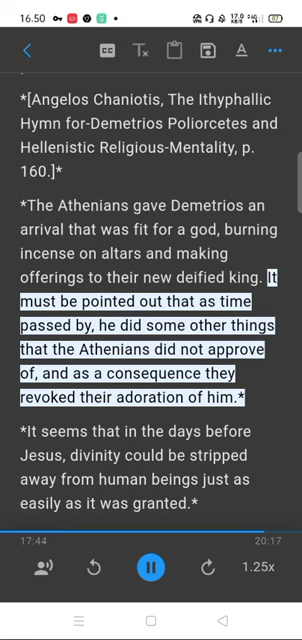 16.50
17.0
KB/S
87
CC
A
*[Angelos Chaniotis, The Ithyphallic
Hymn for-Demetrios Poliorcetes and
Hellenistic Religious-Mentality, p.
160.]*
*The Athenians gave Demetrios an
arrival that was fit for a god, burning
incense on altars and making
offerings to their new deified king. It
must be pointed out that as time
passed by, he did some other things
that the Athenians did not approve
of, and as a consequence they
revoked their adoration of him.*
*It seems that in the days before
Jesus, divinity could be stripped
away from human beings just as
easily as it was granted.*
17:44
20:17
1.25x